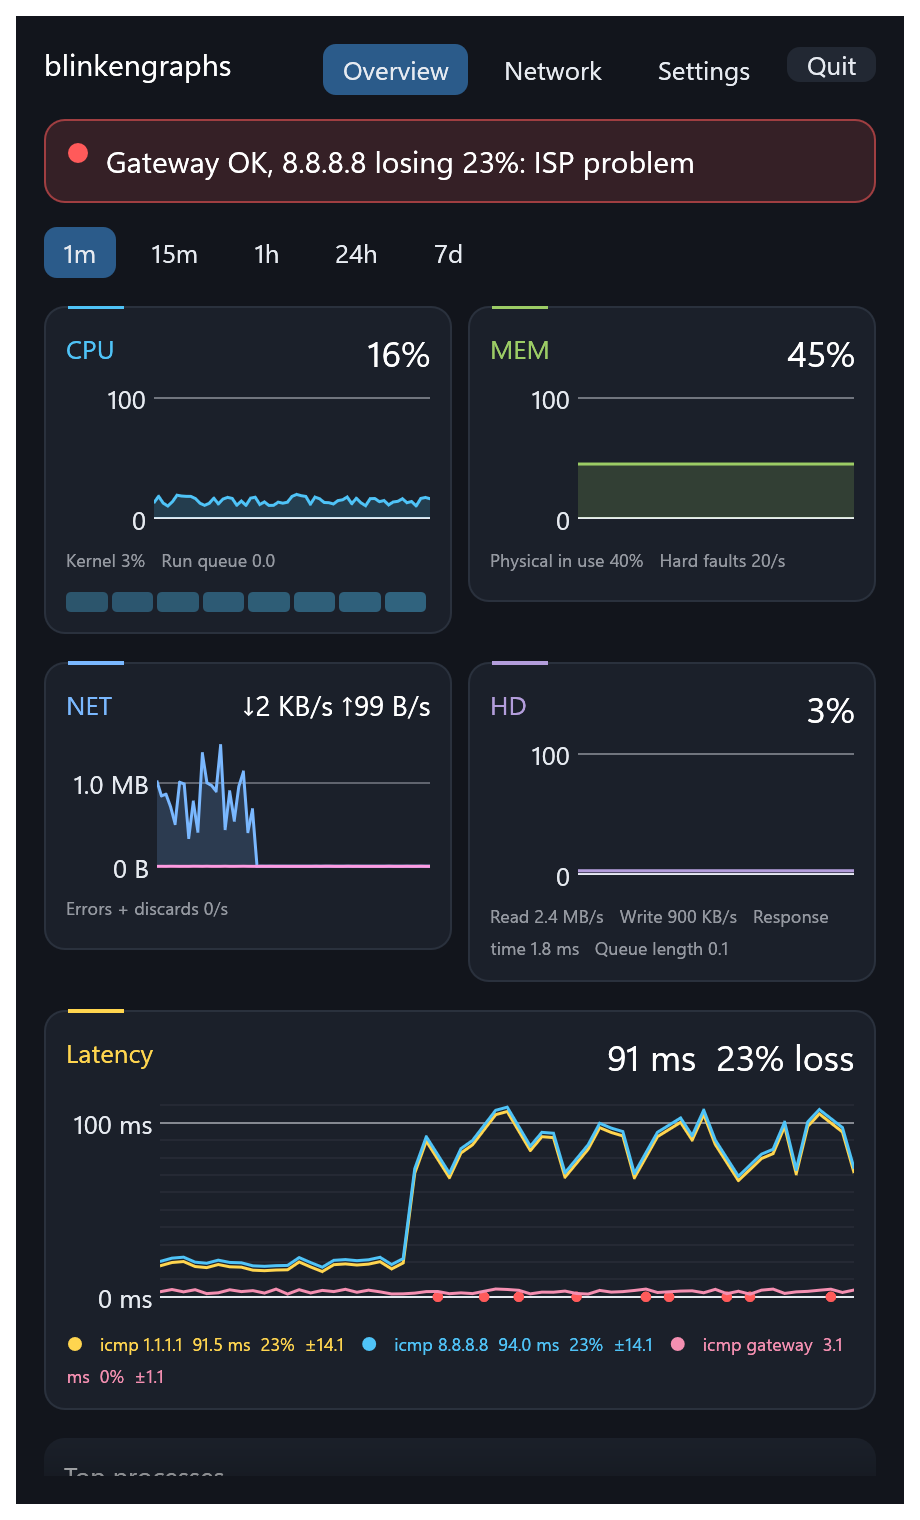 blinkengraphs Overview Network Settings Quit
Gateway OK, 8.8.8.8 losing 23%: ISP problem
1m 15m 1h 24h 7d
CPU 16%
100
0
Kernel 3% Run queue 0.0
MEM 45%
100
0
Physical in use 40% Hard faults 20/s
NET ↓2 KB/s ↑99 B/s
1.0 MB
0 B
Errors + discards 0/s
HD 3%
100
0
Read 2.4 MB/s Write 900 KB/s Response
time 1.8 ms Queue length 0.1
Latency 91 ms 23% loss
100 ms
0 ms
icmp 1.1.1.1 91.5 ms 23% ±14.1 icmp 8.8.8.8 94.0 ms 23% ±14.1 icmp gateway 3.1
ms 0% ±1.1
Top processes